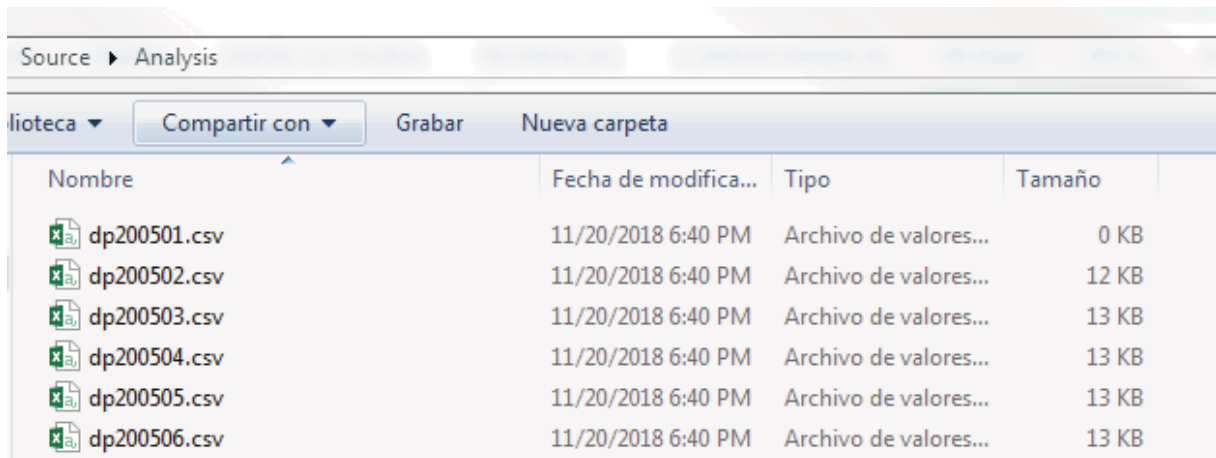 Source ▸ Analysis
lioteca ▾ Compartir con ▾ Grabar Nueva carpeta
Nombre Fecha de modifica... Tipo Tamaño
dp200501.csv 11/20/2018 6:40 PM Archivo de valores... 0 KB
dp200502.csv 11/20/2018 6:40 PM Archivo de valores... 12 KB
dp200503.csv 11/20/2018 6:40 PM Archivo de valores... 13 KB
dp200504.csv 11/20/2018 6:40 PM Archivo de valores... 13 KB
dp200505.csv 11/20/2018 6:40 PM Archivo de valores... 13 KB
dp200506.csv 11/20/2018 6:40 PM Archivo de valores... 13 KB